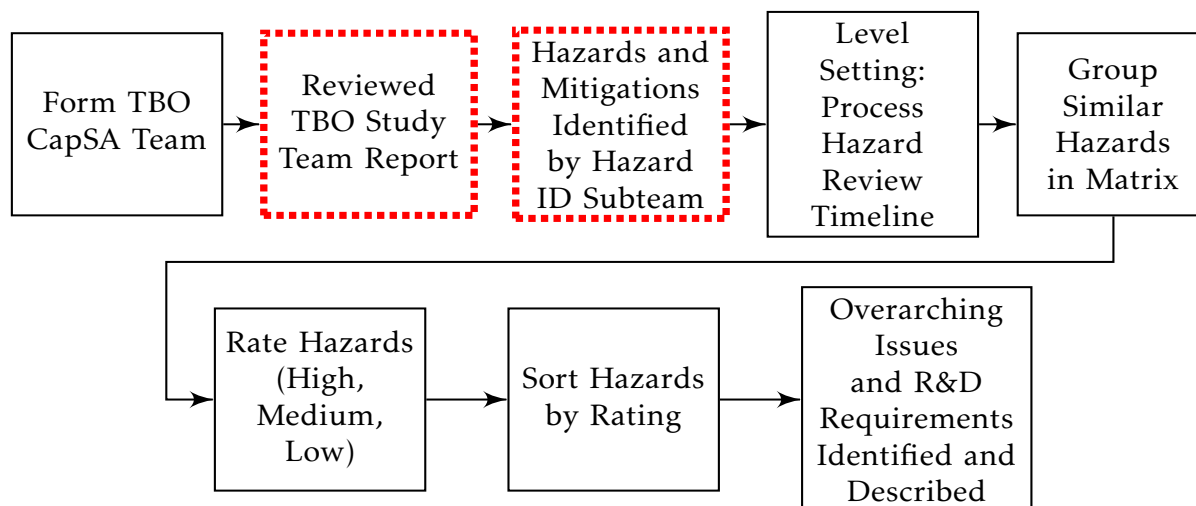 Form TBO
CapSA Team
Reviewed
TBO Study
Team Report
Hazards and
Mitigations
Identified
by Hazard
ID Subteam
Level
Setting:
Process
Hazard
Review
Timeline
Group
Similar
Hazards
in Matrix
Rate Hazards
(High,
Medium,
Low)
Sort Hazards
by Rating
Overarching
Issues
and R&D
Requirements
Identified and
Described